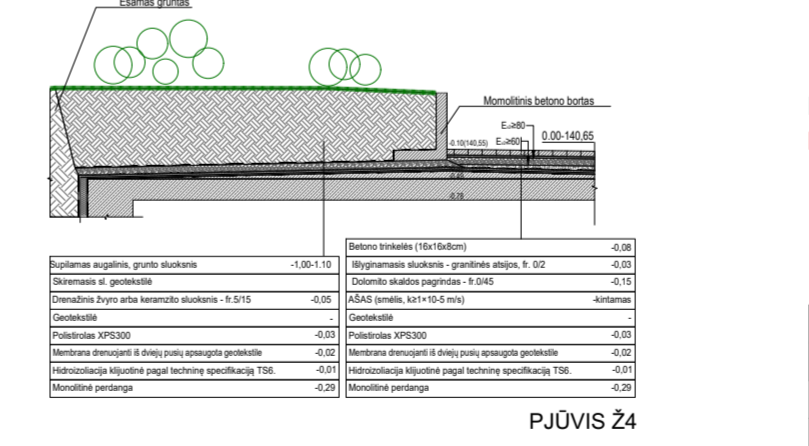 Esamas gruntas
Momolitinis betono bortas
≥80
0.00-140,65
-0.10(140,55)
≥60
-0.75
Supilamas augalinis, grunto sluoksnis -1,00-1.10
Skiremasis sl. geotekstilė
Drenažinis žvyro arba keramzito sluoksnis - fr.5/15 -0,05
Geotekstilė -
Polistirolas XPS300 -0,03
Membrana drenuojanti iš dviejų pusių apsaugota geotekstile -0,02
Hidroizoliacija klijuotinė pagal techninę specifikaciją TS6. -0,01
Monolitinė perdanga -0,29
Betono trinkelės (16x16x8cm) -0,08
Išlyginamasis sluoksnis - granitinės atsijos, fr. 0/2 -0,03
Dolomito skaldos pagrindas - fr.0/45 -0,15
AŠAS (smėlis, k≥1×10-5 m/s) -kintamas
Geotekstilė -
Polistirolas XPS300 -0,03
Membrana drenuojanti iš dviejų pusių apsaugota geotekstile -0,02
Hidroizoliacija klijuotinė pagal techninę specifikaciją TS6. -0,01
Monolitinė perdanga -0,29
PJŪVIS Ž4